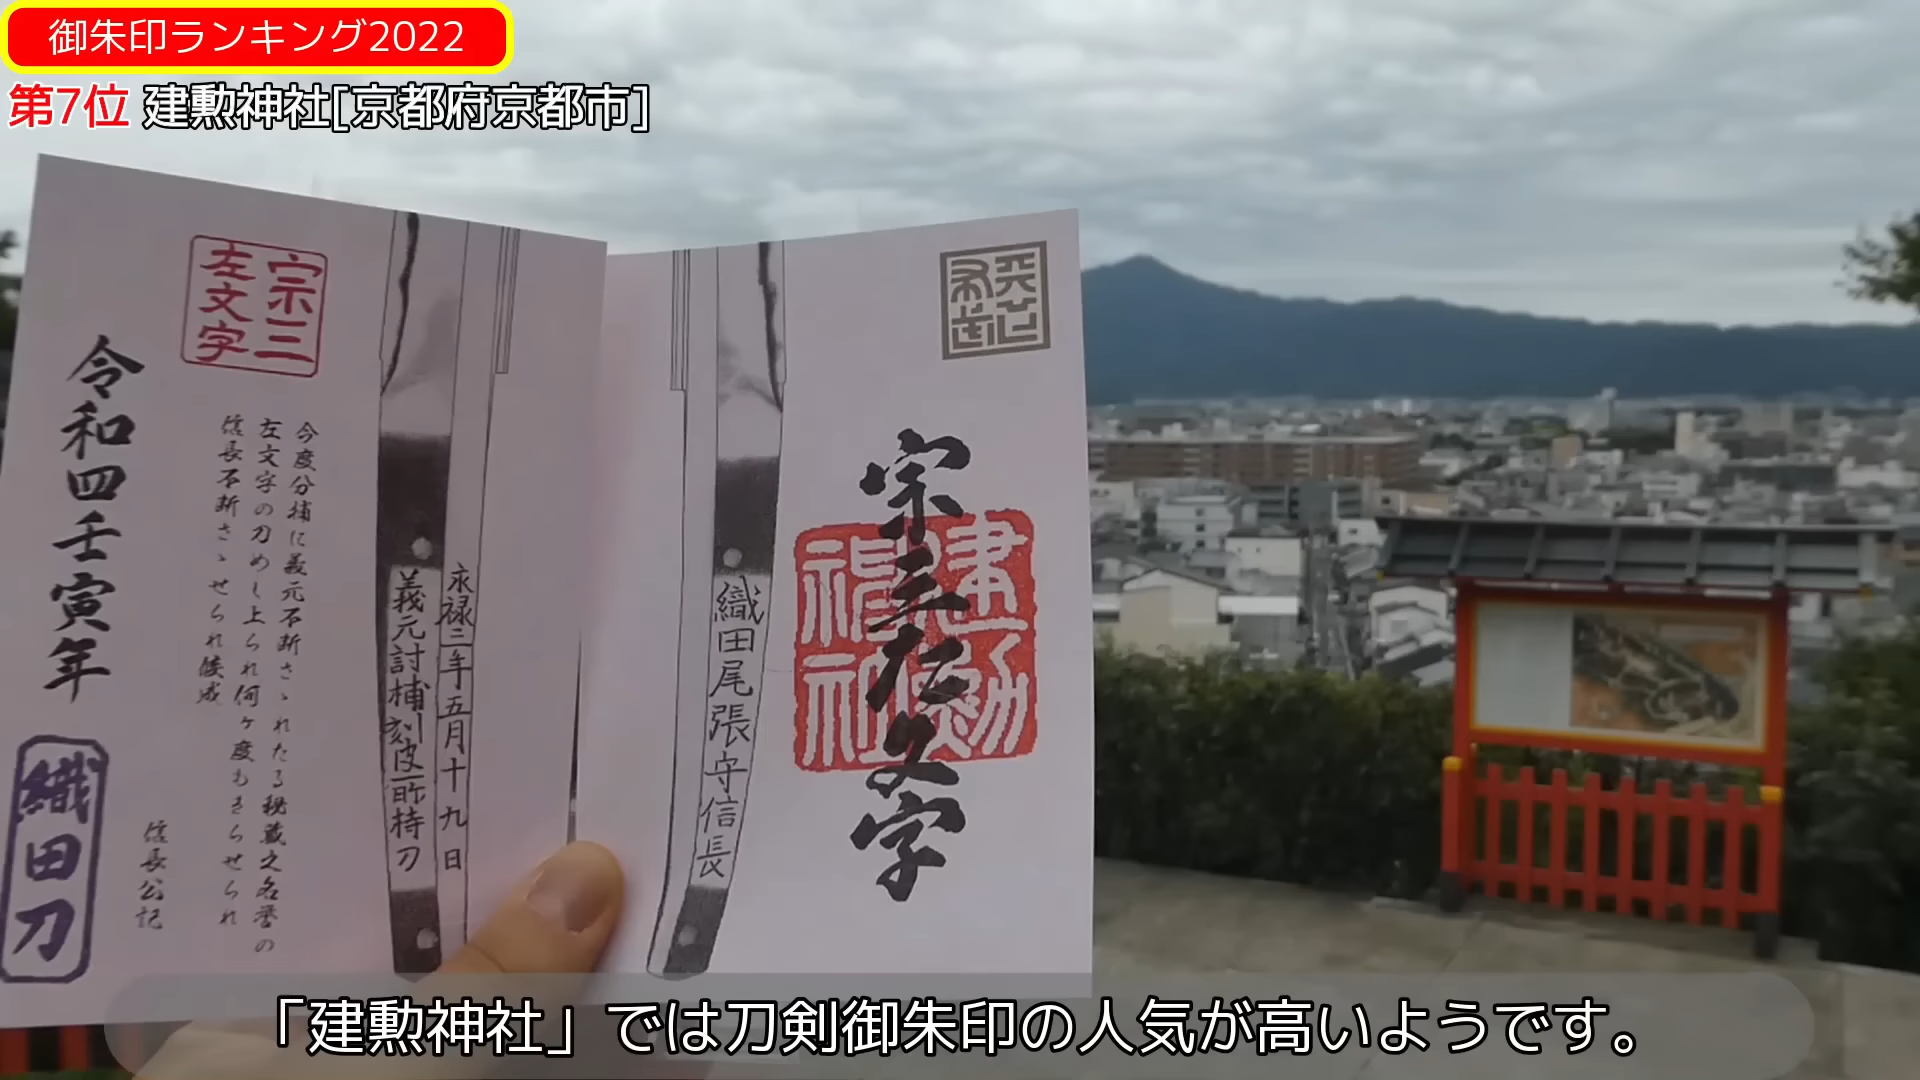 御朱印ランキング2022
第7位 建勲神社[京都府京都市]
宗三左文字
建勲神社
織田尾張守信長
永禄三年五月十九日
義元討捕刻彼所持刀
宗三
左文字
今度分捕に義元不断さゝれたる秘蔵之名誉の
左文字の刀めし上られ何ヶ度もきらせられ
信長不断さゝせられ候成
信長公記
令和四壬寅年
織田刀
「建勲神社」では刀剣御朱印の人気が高いようです。